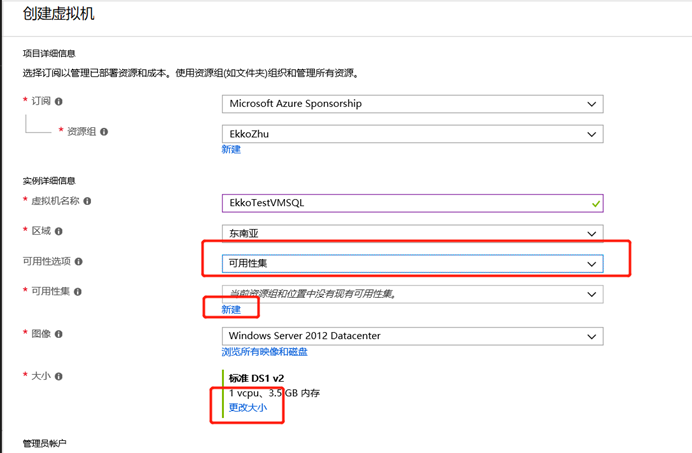 创建虚拟机
项目详细信息
选择订阅以管理已部署资源和成本。使用资源组(如文件夹)组织和管理所有资源。
* 订阅
Microsoft Azure Sponsorship
* 资源组
EkkoZhu
新建
实例详细信息
* 虚拟机名称
EkkoTestVMSQL
* 区域
东南亚
可用性选项
可用性集
* 可用性集
当前资源组和位置中没有现有可用性集。
新建
* 图像
Windows Server 2012 Datacenter
浏览所有映像和磁盘
* 大小
标准 DS1 v2
1 vcpu、3.5 GB 内存
更改大小
管理员帐户